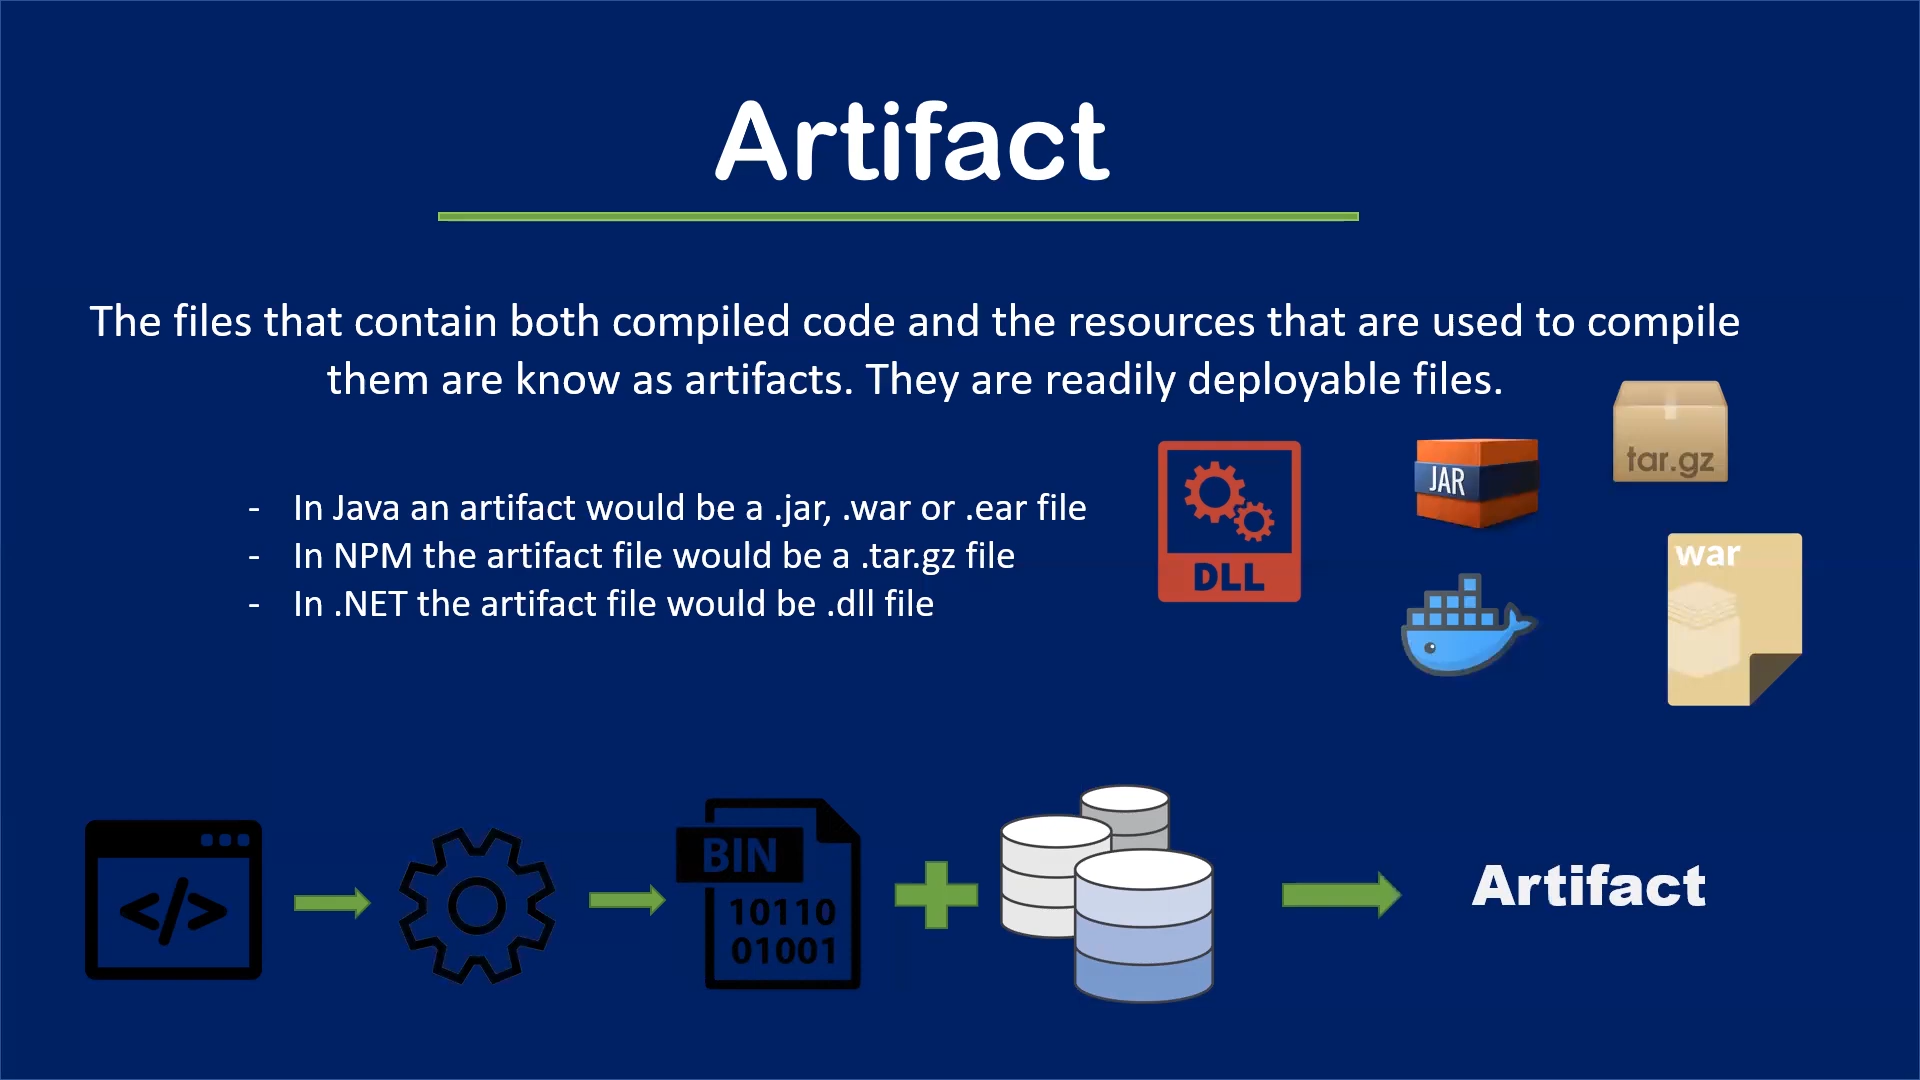 Artifact
The files that contain both compiled code and the resources that are used to compile
them are know as artifacts. They are readily deployable files.
- In Java an artifact would be a .jar, .war or .ear file
- In NPM the artifact file would be a .tar.gz file
- In .NET the artifact file would be .dll file
tar.gz
JAR
DLL
war
</>
BIN
10110
01001
Artifact